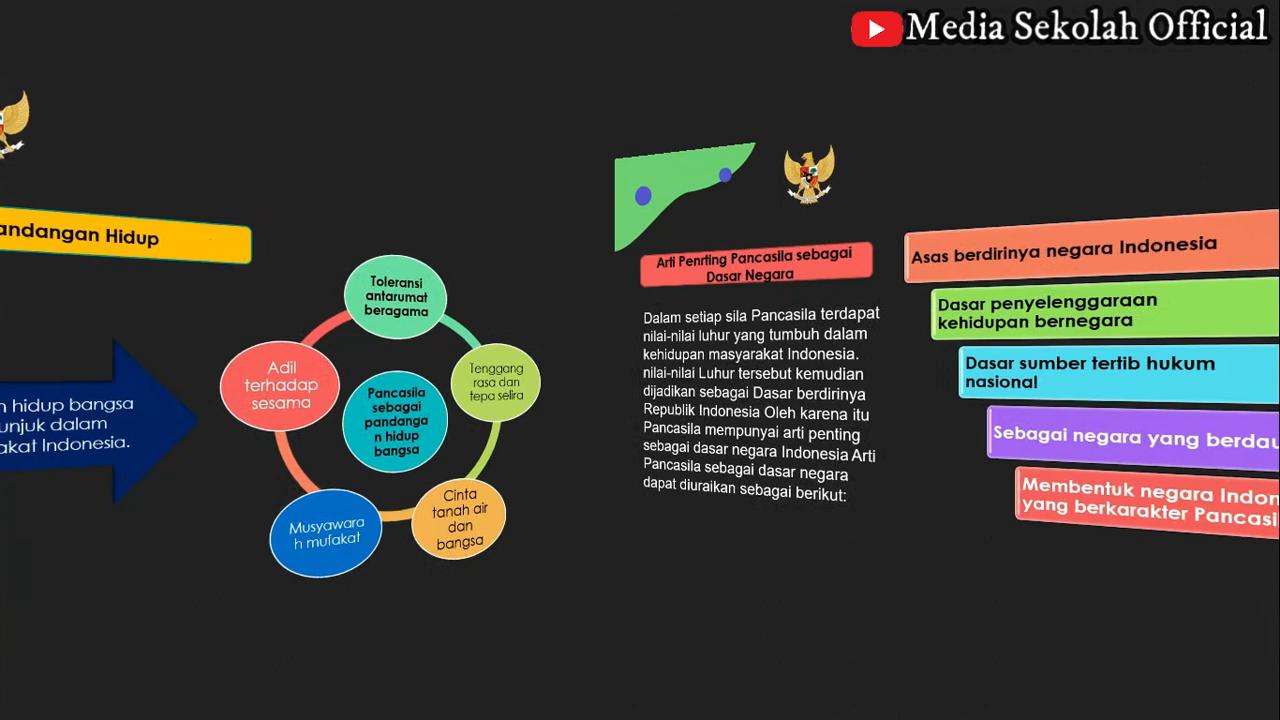 Media Sekolah Official
andangan Hidup
hidup bangsa
unjuk dalam
akat Indonesia.
Toleransi
antarumat
beragama
Adil
terhadap
sesama
Tenggang
rasa dan
tepa selira
Pancasila
sebagai
pandanga
n hidup
bangsa
Musyawara
h mufakat
Cinta
tanah air
dan
bangsa
Arti Penrting Pancasila sebagai
Dasar Negara
Dalam setiap sila Pancasila terdapat
nilai-nilai luhur yang tumbuh dalam
kehidupan masyarakat Indonesia.
nilai-nilai Luhur tersebut kemudian
dijadikan sebagai Dasar berdirinya
Republik Indonesia Oleh karena itu
Pancasila mempunyai arti penting
sebagai dasar negara Indonesia Arti
Pancasila sebagai dasar negara
dapat diuraikan sebagai berikut:
Asas berdirinya negara Indonesia
Dasar penyelenggaraan
kehidupan bernegara
Dasar sumber tertib hukum
nasional
Sebagai negara yang berdau
Membentuk negara Indon
yang berkarakter Pancasi